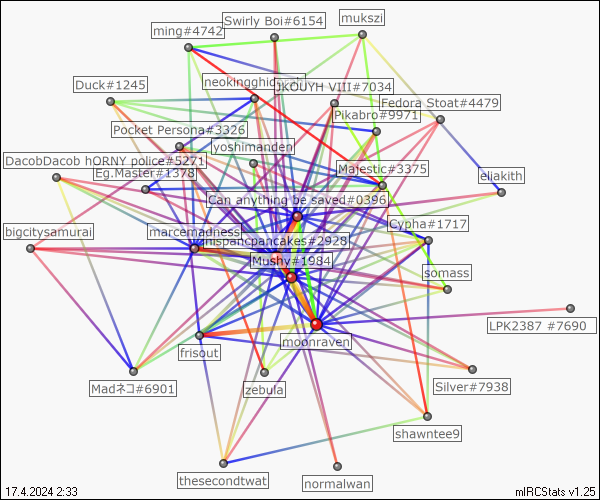 Swirly Boi#6154
mukszi
ming#4742
Duck#1245
JKOUYH VIII#7034
Fedora Stoat#4479
Pikabro#9971
Pocket Persona#3326
yoshimanden
DacobDacob hORNY police#5271
Majestic#3375
Eg.Master#1378
eliakith
Can anything be saved#0396
Cypha#1717
bigcitysamurai
marcemadness
hispancpancakes#2928
Mushy#1984
somass
LPK2387 #7690
moonraven
frisout
Madネコ#6901
zebula
Silver#7938
shawntee9
thesecondtwat
normalwan
17.4.2024 2:33
mIRCStats v1.25